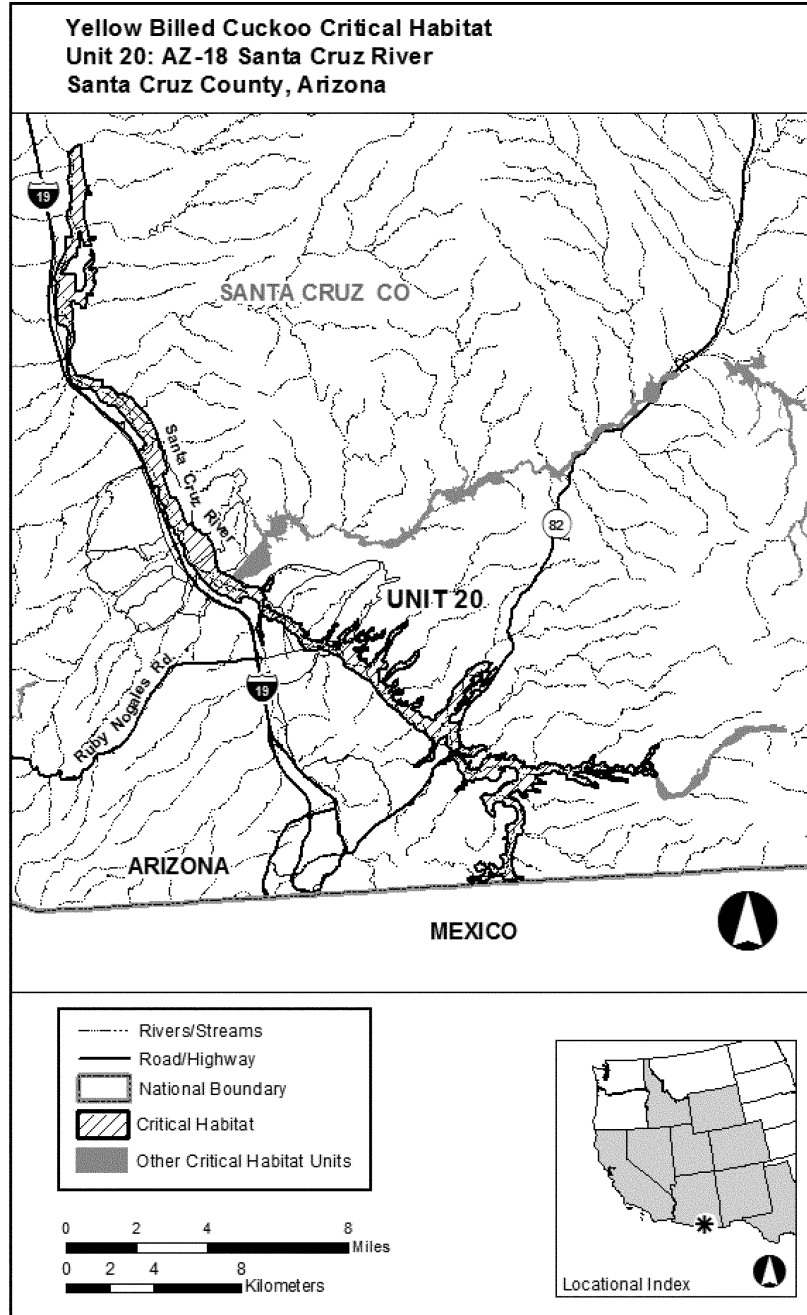 Yellow Billed Cuckoo Critical Habitat
Unit 20: AZ-18 Santa Cruz River
Santa Cruz County, Arizona
19
SANTA CRUZ CO
Santa Cruz River
82
UNIT 20
19
Ruby Nogales Rd.
ARIZONA
MEXICO
Rivers/Streams
Road/Highway
National Boundary
Critical Habitat
Other Critical Habitat Units
0 2 4 8
Miles
0 2 4 8
Kilometers
Locational Index